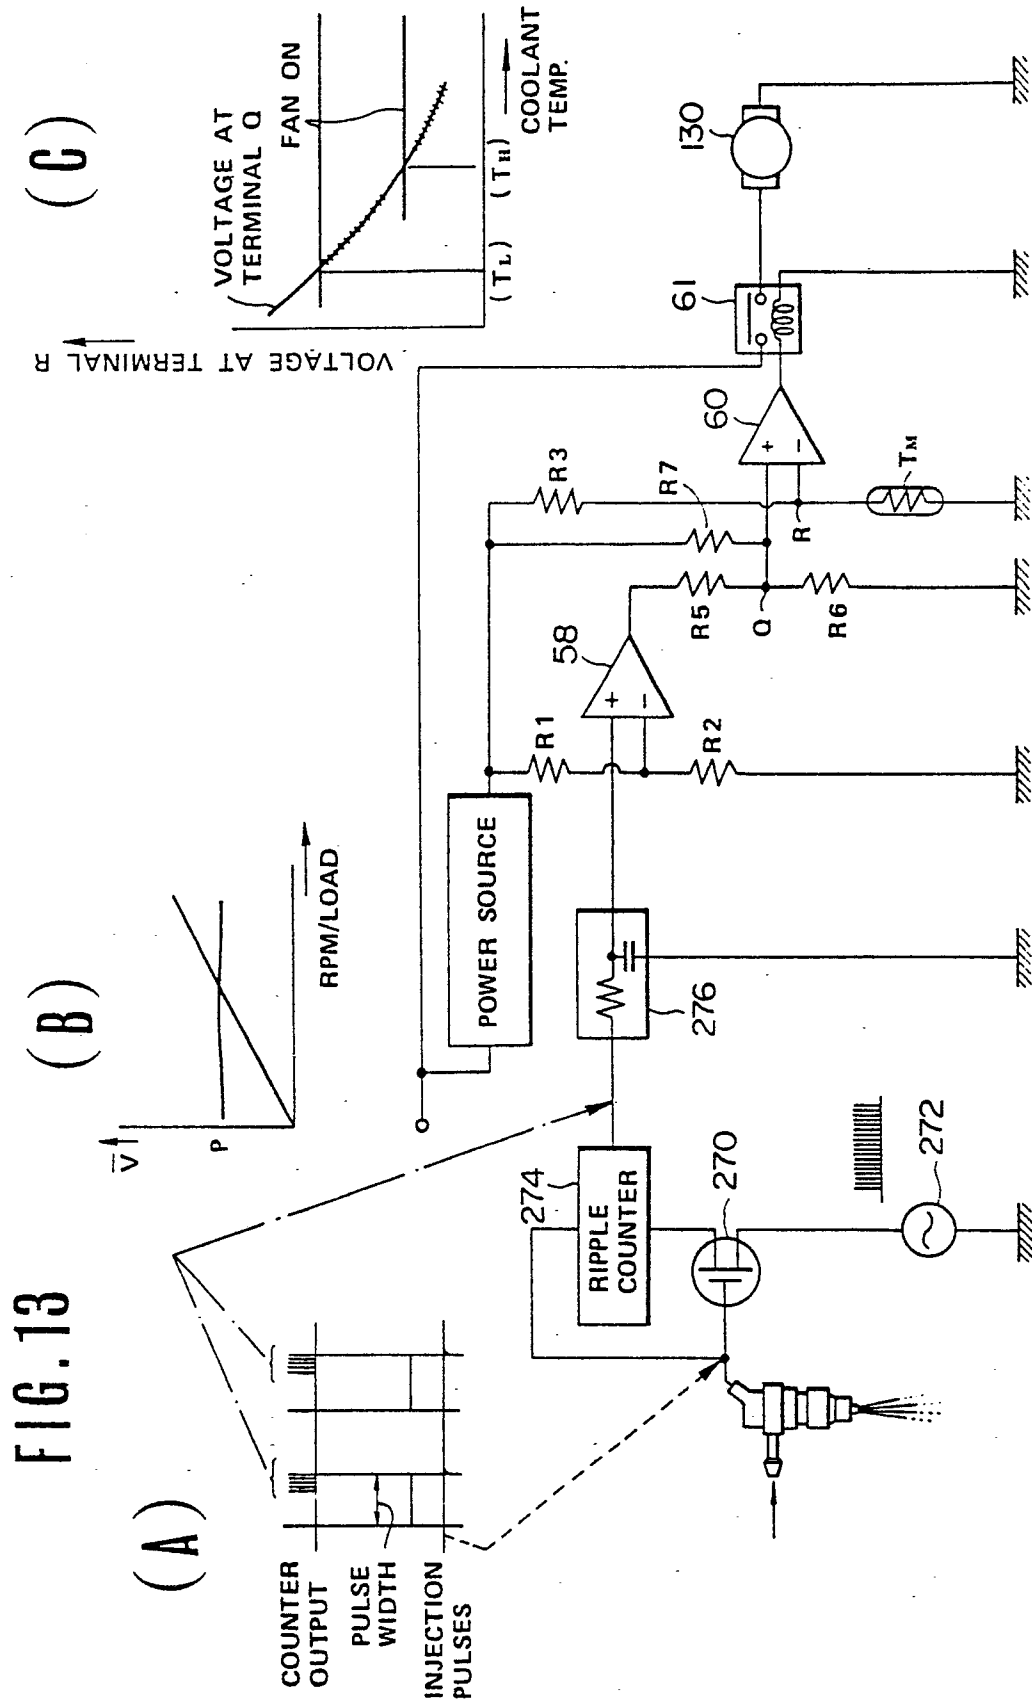 FIG.13
(A)
COUNTER
OUTPUT
PULSE
WIDTH
INJECTION
PULSES
(B)
V
P
RPM/LOAD
(C)
VOLTAGE AT TERMINAL R
VOLTAGE AT
TERMINAL Q
FAN ON
(TL)
(TH)
COOLANT
TEMP.
POWER SOURCE
274
RIPPLE
COUNTER
270
272
276
R1
R2
58
R5
Q
R6
R7
R3
R
TM
60
+
−
+
−
61
130